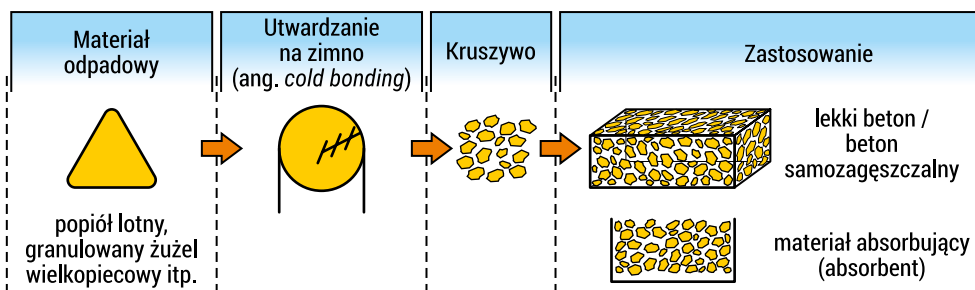 Materiał
odpadowy
Utwardzanie
na zimno
(ang. cold bonding)
Kruszywo
Zastosowanie
popiół lotny,
granulowany żużel
wielkopiecowy itp.
lekki beton /
beton
samozagęszczalny
materiał absorbujący
(absorbent)